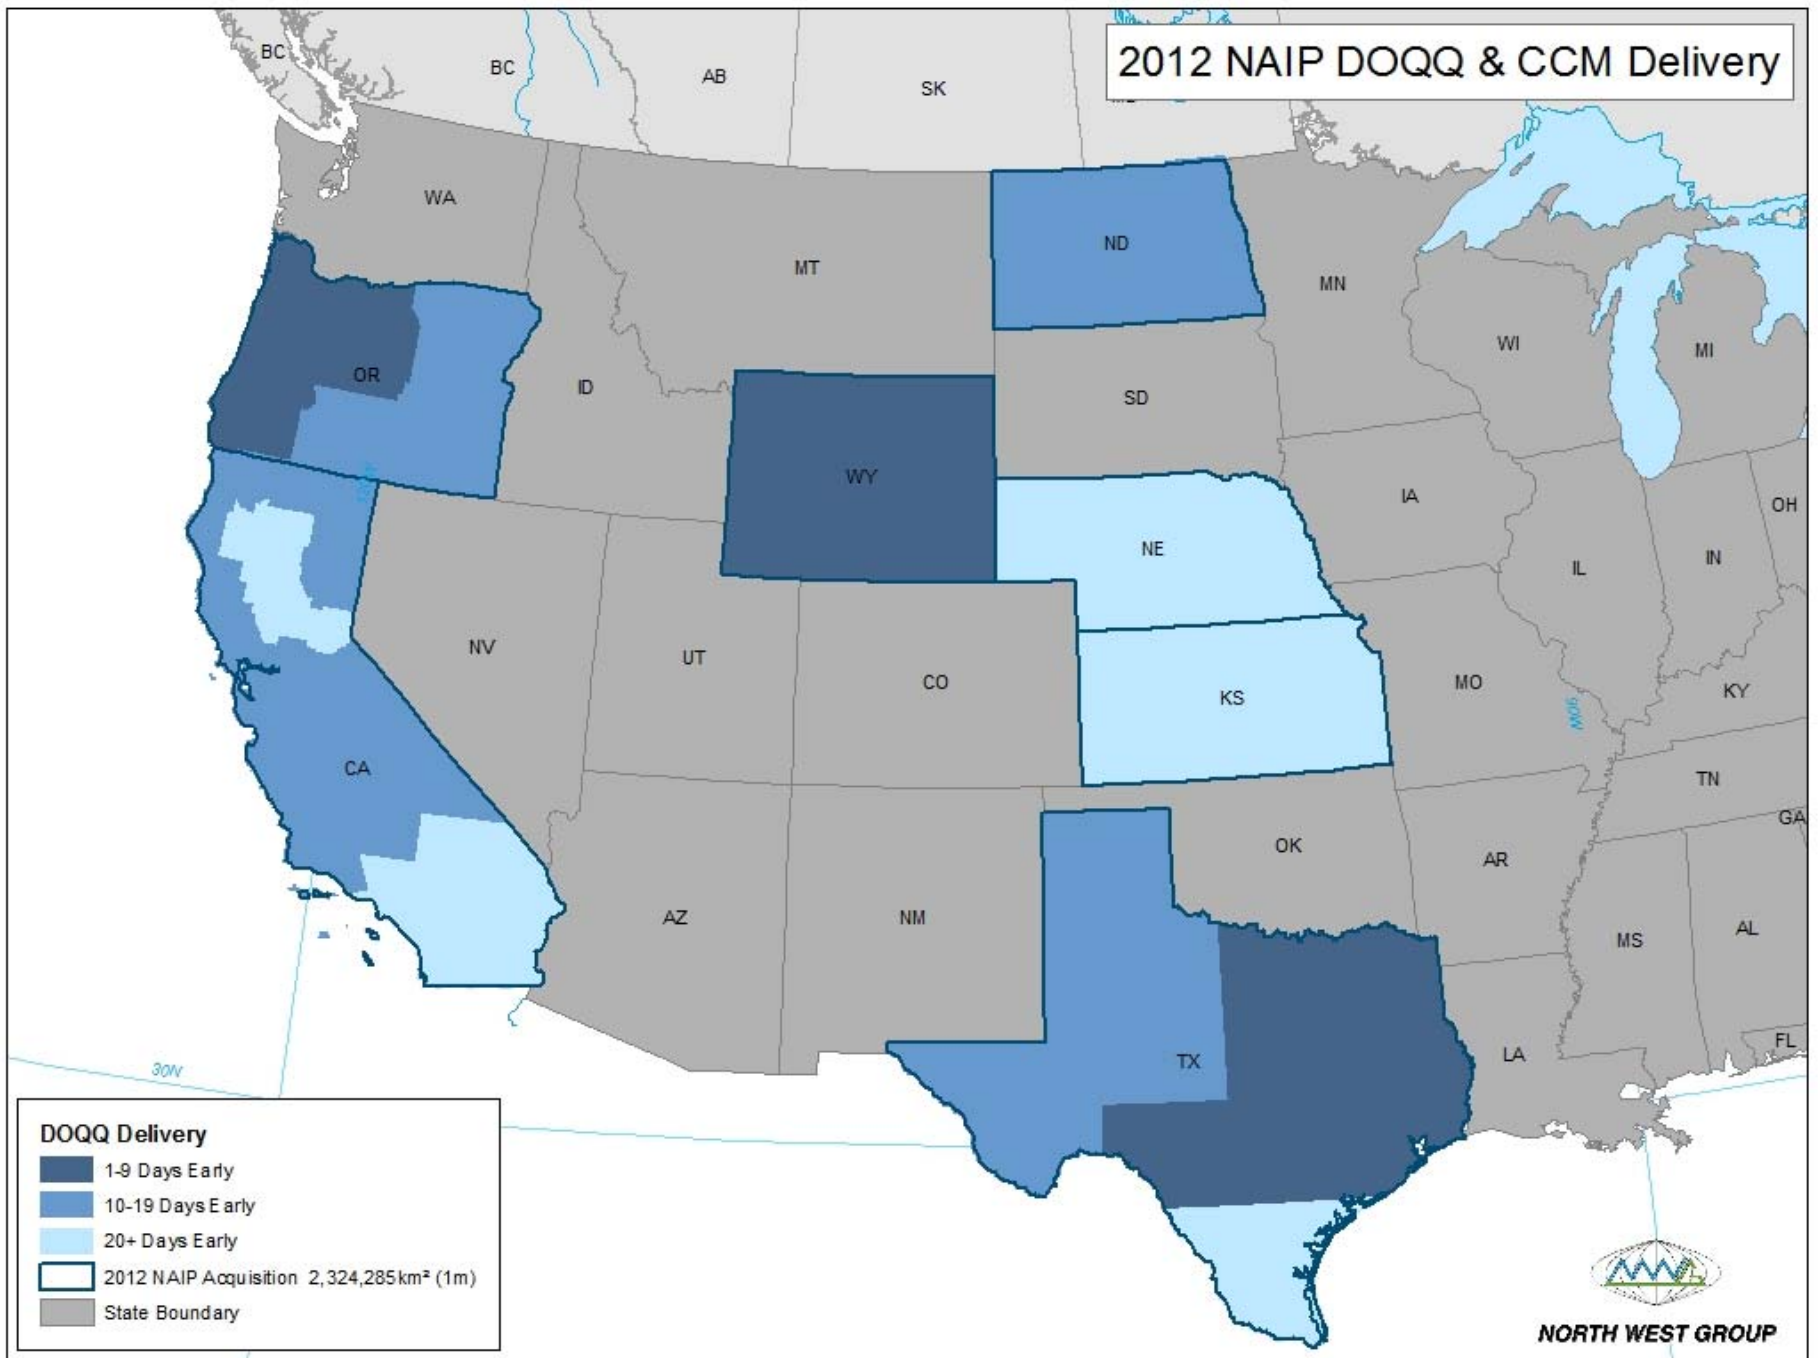 2012 NAIP DOQQ & CCM Delivery
BC
BC
AB
SK
WA
MT
ND
MN
WI
MI
OR
ID
SD
WY
IA
OH
NE
IL
IN
NV
UT
CO
KS
MO
KY
90W
CA
TN
GA
OK
AR
AZ
NM
MS
AL
TX
LA
FL
30N
DOQQ Delivery
1-9 Days Early
10-19 Days Early
20+ Days Early
2012 NAIP Acquisition 2,324,285km² (1m)
State Boundary
NORTH WEST GROUP